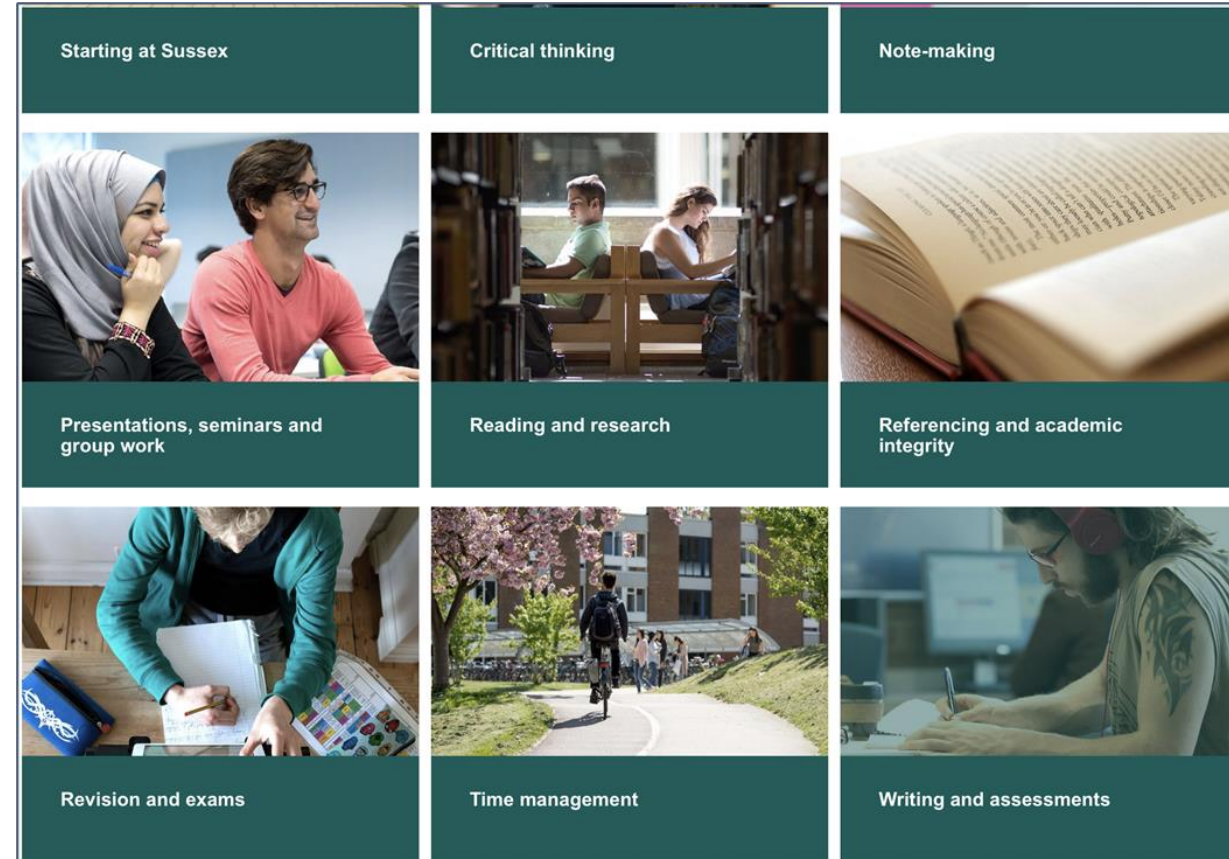 Starting at Sussex
Critical thinking
Note-making
Presentations, seminars and
group work
Reading and research
Referencing and academic
integrity
Revision and exams
Time management
Writing and assessments